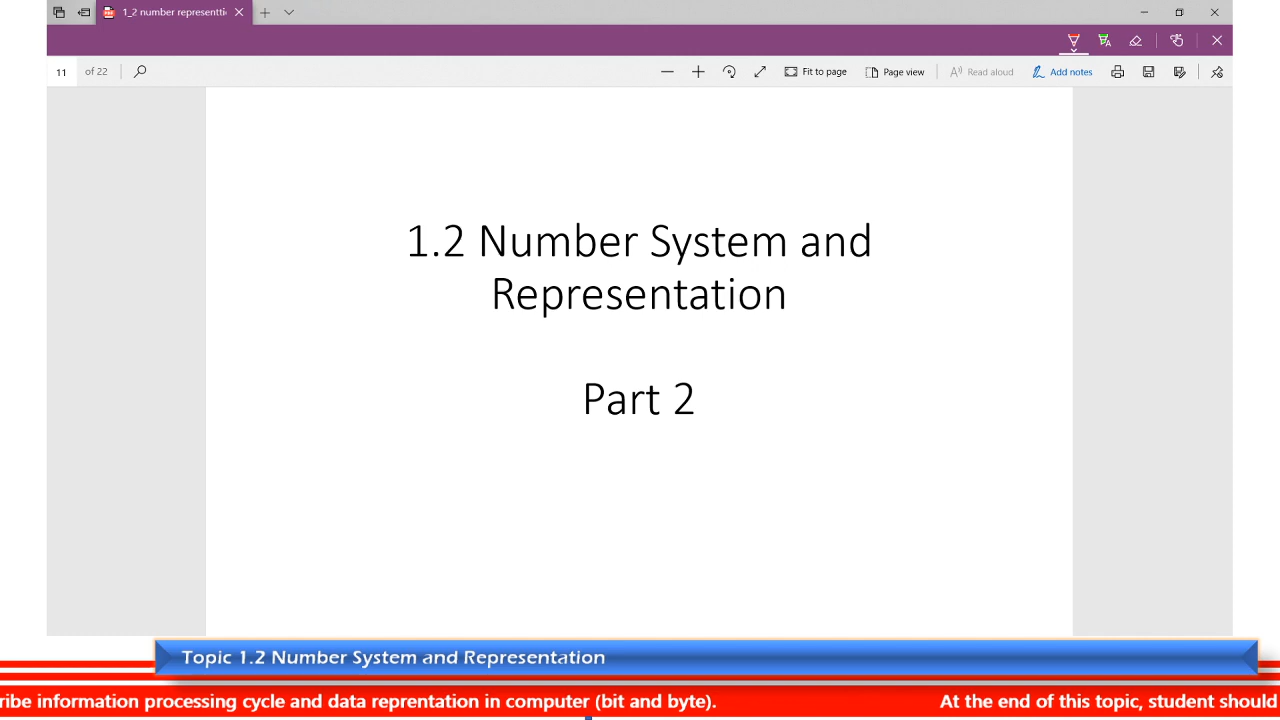 1_2 number representti
11 of 22
Fit to page
Page view
Read aloud
Add notes
1.2 Number System and
Representation
Part 2
Topic 1.2 Number System and Representation
ribe information processing cycle and data reprentation in computer (bit and byte). At the end of this topic, student should